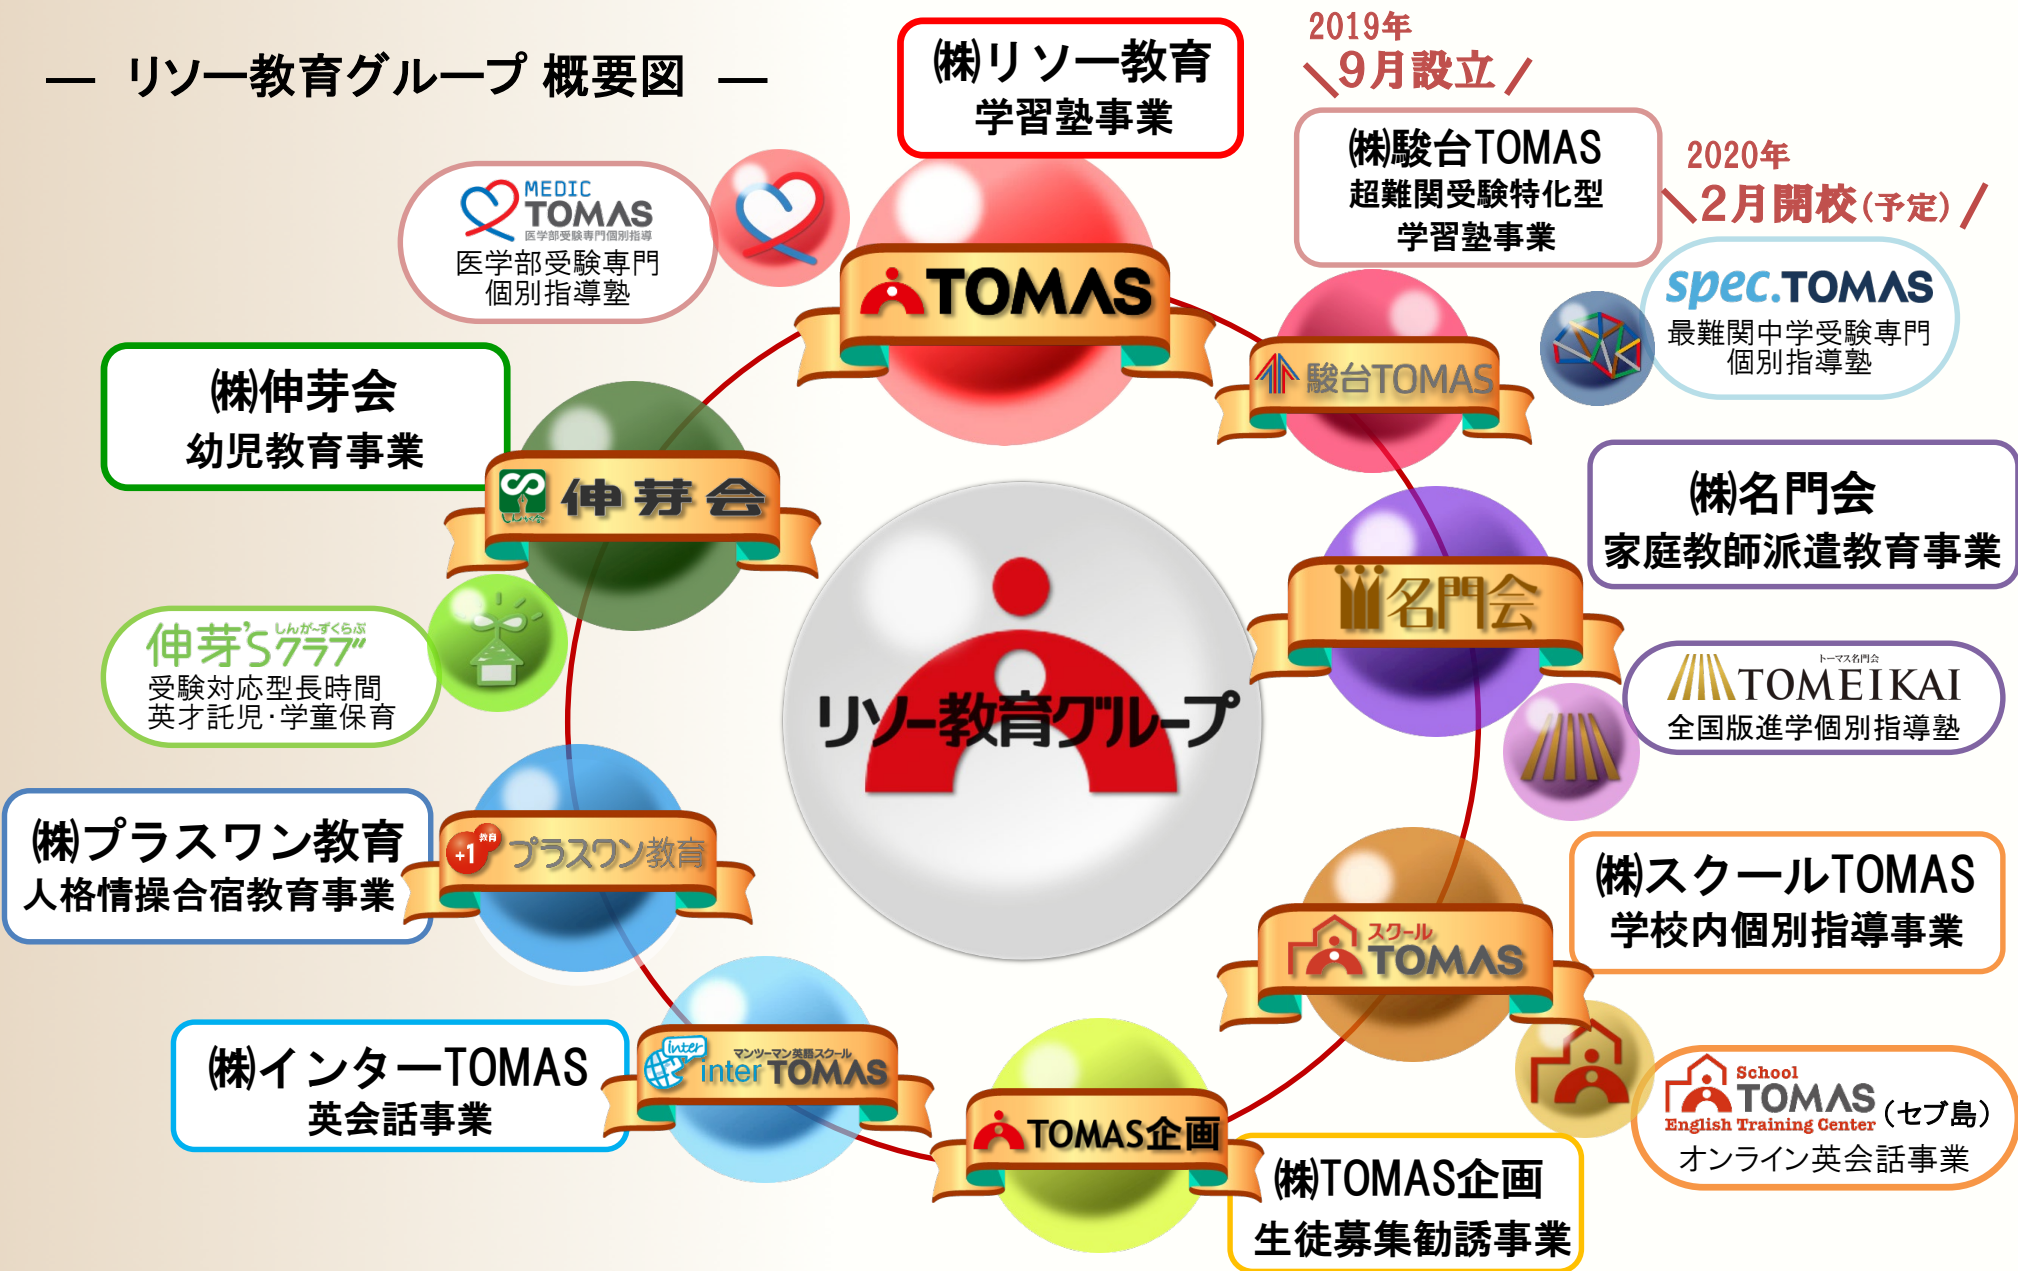 ― リソー教育グループ 概要図 ―
㈱リソー教育
学習塾事業
2019年
＼9月設立／
㈱駿台TOMAS
超難関受験特化型
学習塾事業
2020年
＼2月開校(予定)／
MEDIC
TOMAS
医学部受験専門個別指導
医学部受験専門
個別指導塾
TOMAS
駿台TOMAS
spec.TOMAS
最難関中学受験専門
個別指導塾
㈱伸芽会
幼児教育事業
しんが会
伸芽会
㈱名門会
家庭教師派遣教育事業
名門会
リソー教育グループ
伸芽'Sクラブ
しんが~ずくらぶ
受験対応型長時間
英才託児・学童保育
トーマス名門会
TOMEIKAI
全国版進学個別指導塾
㈱プラスワン教育
人格情操合宿教育事業
+1
教育
プラスワン教育
㈱スクールTOMAS
学校内個別指導事業
スクール
TOMAS
㈱インターTOMAS
英会話事業
inter
マンツーマン英語スクール
inter TOMAS
TOMAS企画
㈱TOMAS企画
生徒募集勧誘事業
School
TOMAS
English Training Center
(セブ島)
オンライン英会話事業